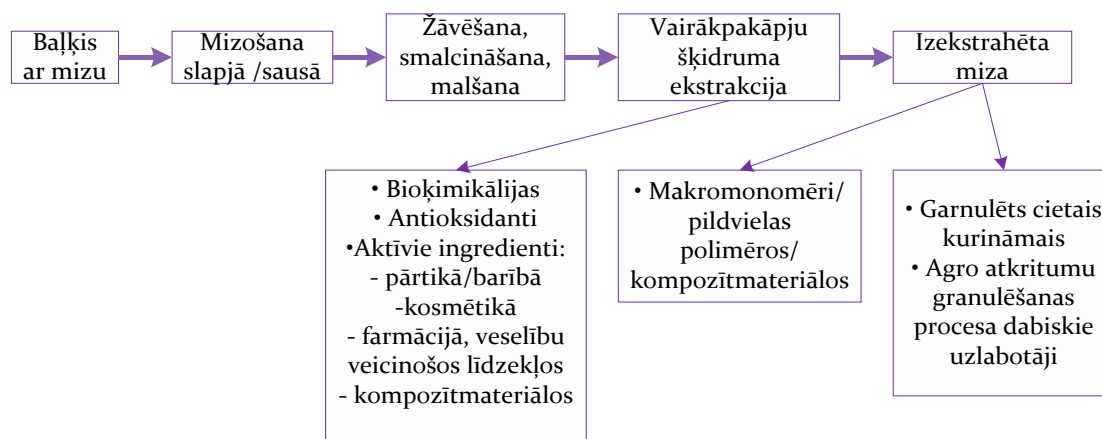 Baļķis
ar mizu
Mizošana
slapjā /sausā
Žāvēšana,
smalcināšana,
malšana
Vairākpakāpju
šķidruma
ekstrakcija
Izekstrahēta
miza
• Bioķimikālijas
• Antioksidanti
•Aktīvie ingredienti:
- pārtikā/barībā
-kosmētikā
- farmācijā, veselību
veicinošos līdzekļos
- kompozītmateriālos
• Makromonomēri/
pildvielas
polimēros/
kompozītmateriālos
• Garnulēts cietais
kurināmais
• Agro atkritumu
granulēšanas
procesa dabiskie
uzlabotāji